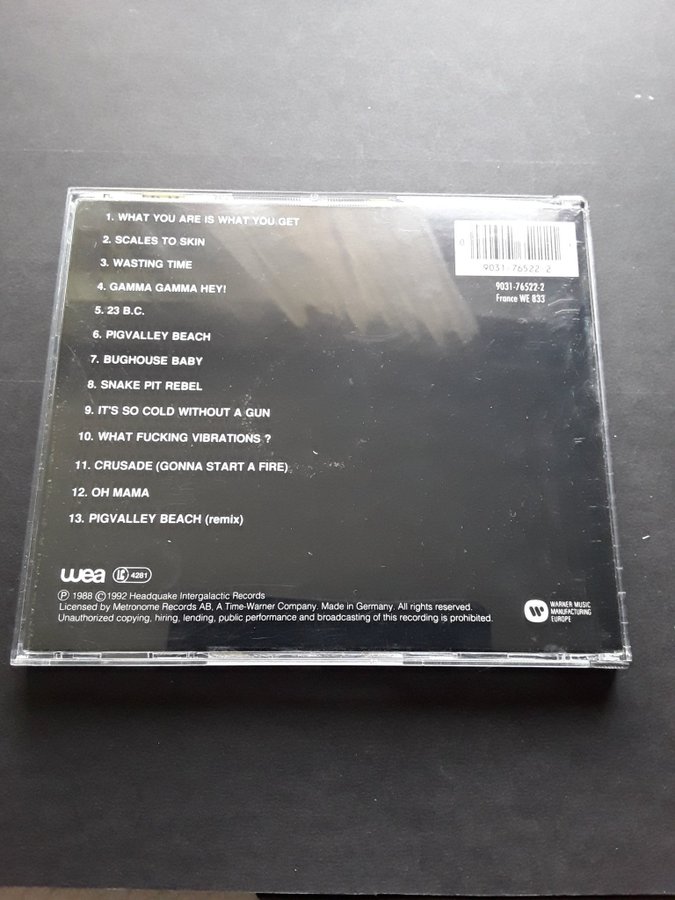 1. WHAT YOU ARE IS WHAT YOU GET
2. SCALES TO SKIN
3. WASTING TIME
4. GAMMA GAMMA HEY!
5. 23 B.C.
6. PIGVALLEY BEACH
7. BUGHOUSE BABY
8. SNAKE PIT REBEL
9. IT'S SO COLD WITHOUT A GUN
10. WHAT FUCKING VIBRATIONS ?
11. CRUSADE (GONNA START A FIRE)
12. OH MAMA
13. PIGVALLEY BEACH (remix)
0
9031-76522 2
9031-76522-2
France WE 833
wea LC 4281
Ⓟ 1988 © 1992 Headquake Intergalactic Records
Licensed by Metronome Records AB, A Time-Warner Company. Made in Germany. All rights reserved.
Unauthorized copying, hiring, lending, public performance and broadcasting of this recording is prohibited.
WARNER MUSIC
MANUFACTURING
EUROPE